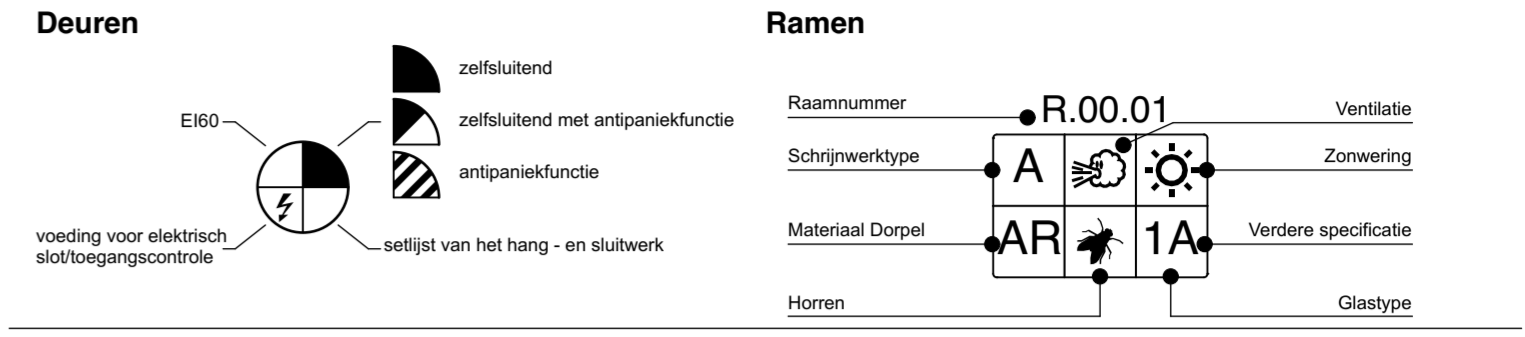 Deuren
zelfsluitend
EI60
zelfsluitend met antipaniekfunctie
antipaniekfunctie
voeding voor elektrisch
slot/toegangscontrole
setlijst van het hang - en sluitwerk
Ramen
Raamnummer
R.00.01
Ventilatie
Schrijnwerktype
A
Zonwering
Materiaal Dorpel
AR
1A
Verdere specificatie
Horren
Glastype